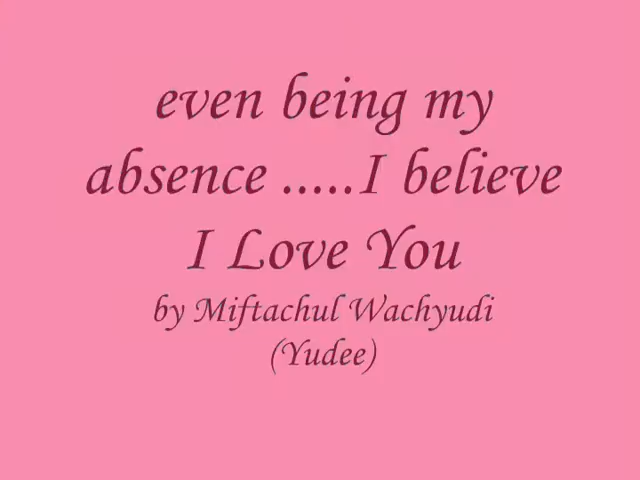 even being my
absence .....I believe
I Love You
by Miftachul Wachyudi
(Yudee)